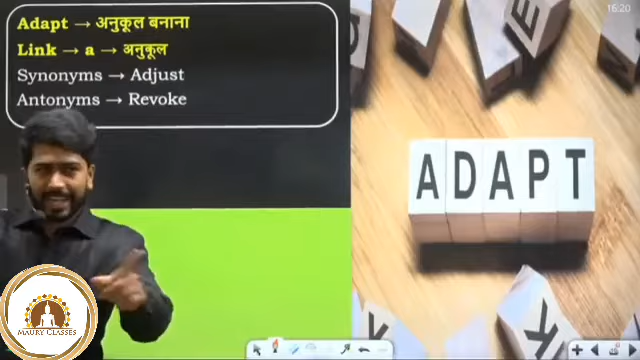 Adapt → अनुकूल बनाना
Link → a → अनुकूल
Synonyms → Adjust
Antonyms → Revoke
ADAPT
MAURY CLASSES
16:20